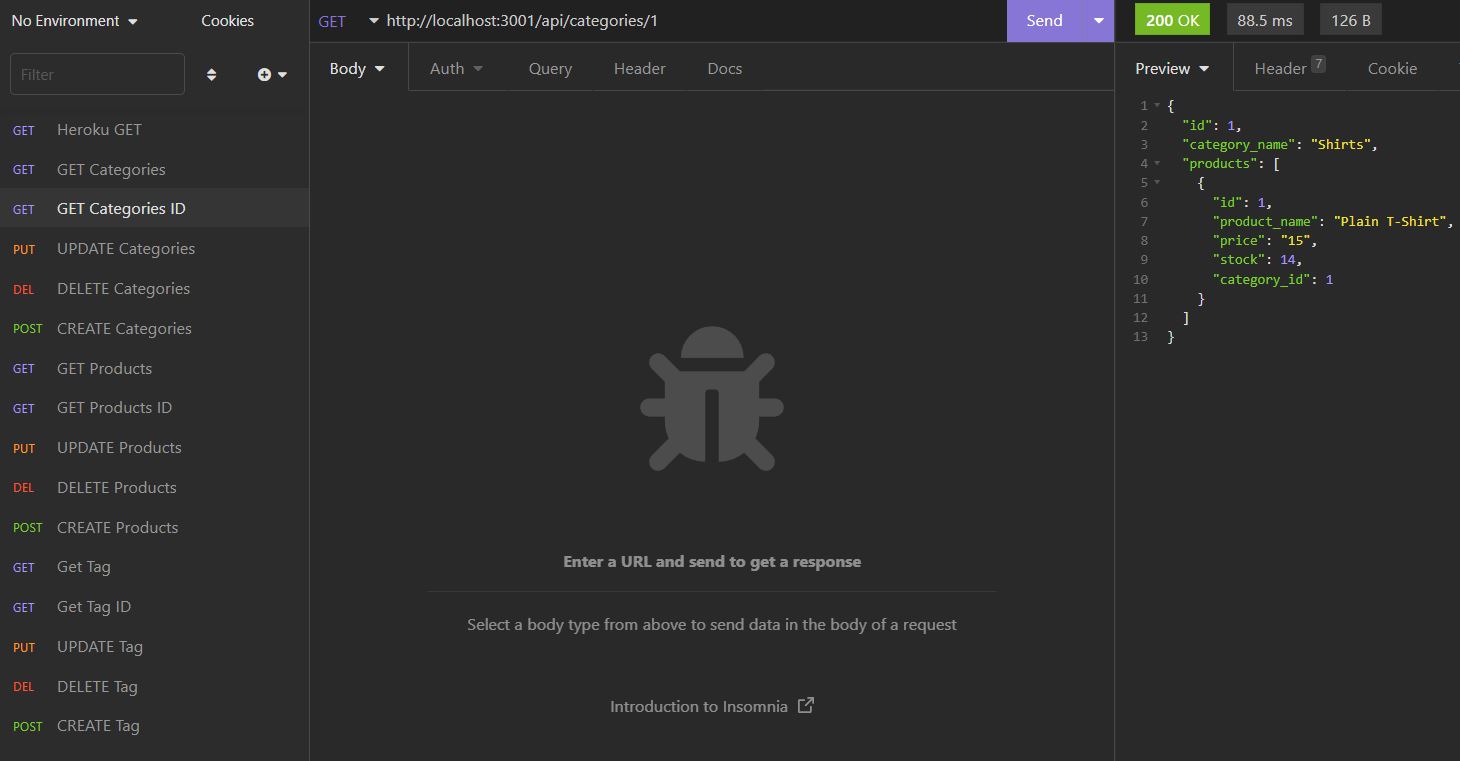 No Environment Cookies
Filter
GET Heroku GET
GET GET Categories
GET GET Categories ID
PUT UPDATE Categories
DEL DELETE Categories
POST CREATE Categories
GET GET Products
GET GET Products ID
PUT UPDATE Products
DEL DELETE Products
POST CREATE Products
GET Get Tag
GET Get Tag ID
PUT UPDATE Tag
DEL DELETE Tag
POST CREATE Tag
GET http://localhost:3001/api/categories/1 Send
Body Auth Query Header Docs
Enter a URL and send to get a response
Select a body type from above to send data in the body of a request
Introduction to Insomnia
200 OK 88.5 ms 126 B
Preview Header 7 Cookie
1 {
2 "id": 1,
3 "category_name": "Shirts",
4 "products": [
5 {
6 "id": 1,
7 "product_name": "Plain T-Shirt",
8 "price": "15",
9 "stock": 14,
10 "category_id": 1
11 }
12 ]
13 }